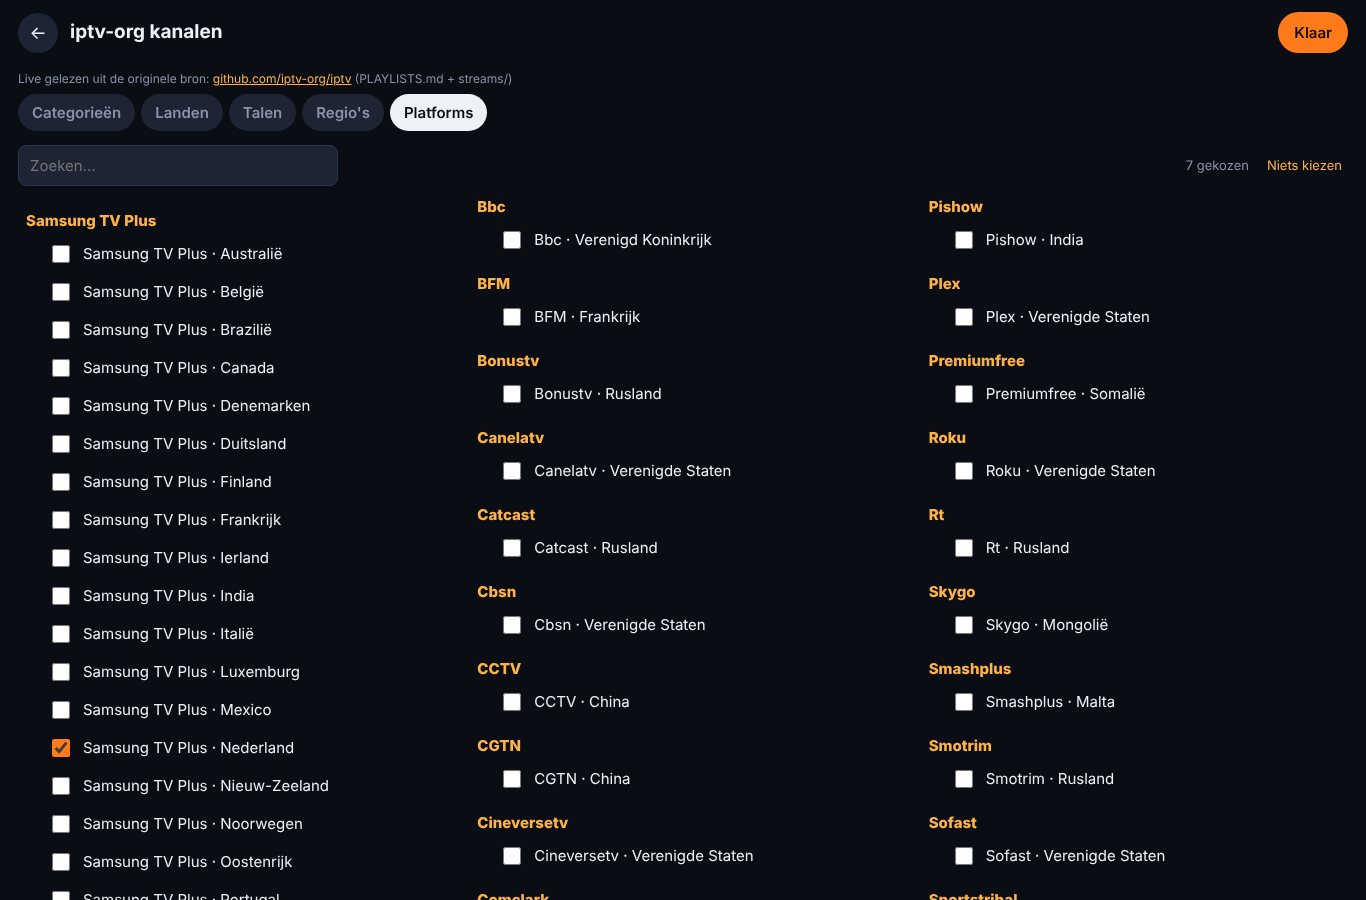 iptv-org kanalen
Klaar
Live gelezen uit de originele bron: github.com/iptv-org/iptv (PLAYLISTS.md + streams/)
Categorieën
Landen
Talen
Regio's
Platforms
Zoeken...
7 gekozen
Niets kiezen
Samsung TV Plus
Samsung TV Plus · Australië
Samsung TV Plus · België
Samsung TV Plus · Brazilië
Samsung TV Plus · Canada
Samsung TV Plus · Denemarken
Samsung TV Plus · Duitsland
Samsung TV Plus · Finland
Samsung TV Plus · Frankrijk
Samsung TV Plus · Ierland
Samsung TV Plus · India
Samsung TV Plus · Italië
Samsung TV Plus · Luxemburg
Samsung TV Plus · Mexico
Samsung TV Plus · Nederland
Samsung TV Plus · Nieuw-Zeeland
Samsung TV Plus · Noorwegen
Samsung TV Plus · Oostenrijk
Samsung TV Plus · Portugal
Bbc
Bbc · Verenigd Koninkrijk
BFM
BFM · Frankrijk
Bonustv
Bonustv · Rusland
Canelatv
Canelatv · Verenigde Staten
Catcast
Catcast · Rusland
Cbsn
Cbsn · Verenigde Staten
CCTV
CCTV · China
CGTN
CGTN · China
Cineversetv
Cineversetv · Verenigde Staten
Comclark
Pishow
Pishow · India
Plex
Plex · Verenigde Staten
Premiumfree
Premiumfree · Somalië
Roku
Roku · Verenigde Staten
Rt
Rt · Rusland
Skygo
Skygo · Mongolië
Smashplus
Smashplus · Malta
Smotrim
Smotrim · Rusland
Sofast
Sofast · Verenigde Staten
Sportstribal